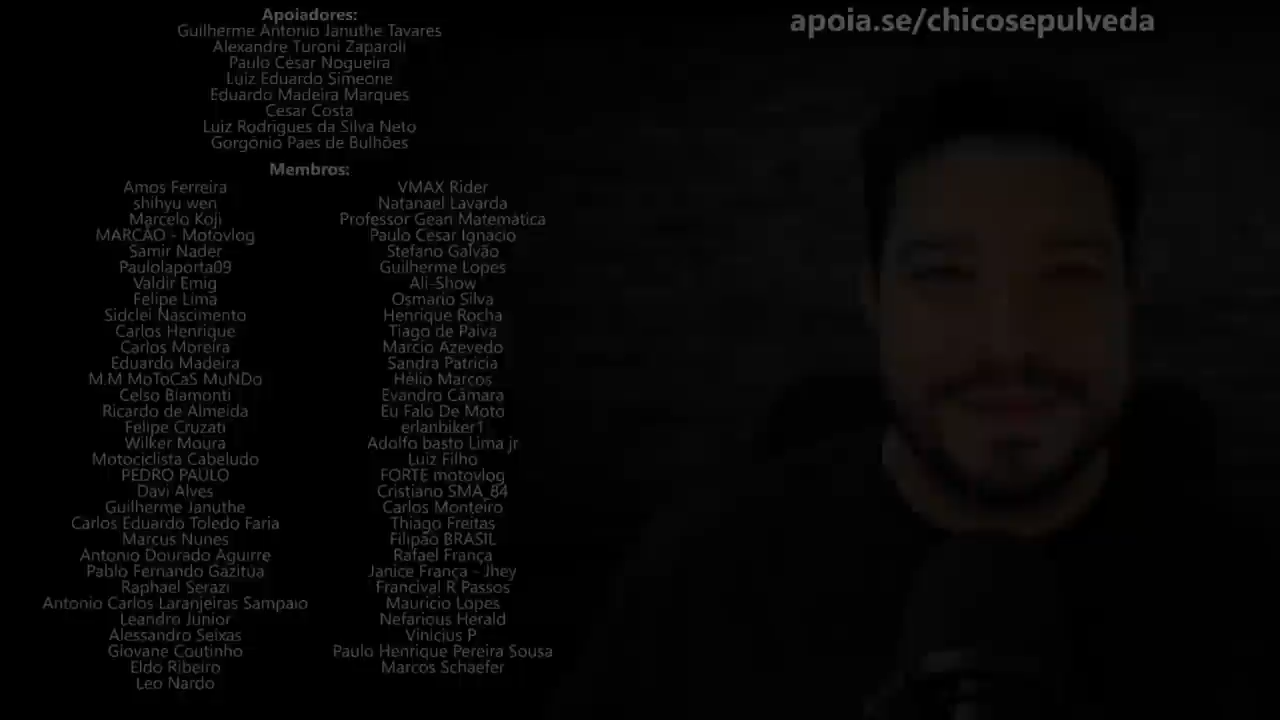 Apoiadores:
Guilherme Antonio Januthe Tavares
Alexandre Turoni Zaparoli
Paulo César Nogueira
Luiz Eduardo Simeone
Eduardo Madeira Marques
Cesar Costa
Luiz Rodrigues da Silva Neto
Gorgônio Paes de Bulhões
Membros:
Amos Ferreira
shihyu wen
Marcelo Koji
MARCÃO - Motovlog
Samir Nader
Paulolaporta09
Valdir Emig
Felipe Lima
Sidclei Nascimento
Carlos Henrique
Carlos Moreira
Eduardo Madeira
M.M MoToCaS MuNDo
Celso Biamonti
Ricardo de Almeida
Felipe Cruzati
Wilker Moura
Motociclista Cabeludo
PEDRO PAULO
Davi Alves
Guilherme Januthe
Carlos Eduardo Toledo Faria
Marcus Nunes
Antonio Dourado Aguirre
Pablo Fernando Gazitua
Raphael Serazi
Antonio Carlos Laranjeiras Sampaio
Leandro Júnior
Alessandro Seixas
Giovane Coutinho
Eldo Ribeiro
Leo Nardo
VMAX Rider
Natanael Lavarda
Professor Gean Matemática
Paulo Cesar Ignacio
Stefano Galvão
Guilherme Lopes
Ali-Show
Osmario Silva
Henrique Rocha
Tiago de Paiva
Marcio Azevedo
Sandra Patricia
Hélio Marcos
Evandro Câmara
Eu Falo De Moto
erlanbiker1
Adolfo basto Lima jr
Luiz Filho
FORTE motovlog
Cristiano SMA_84
Carlos Monteiro
Thiago Freitas
Filipão BRASIL
Rafael França
Janice França - Jhey
Francival R Passos
Mauricio Lopes
Nefarious Herald
Vinicius P
Paulo Henrique Pereira Sousa
Marcos Schaefer
apoia.se/chicosepulveda